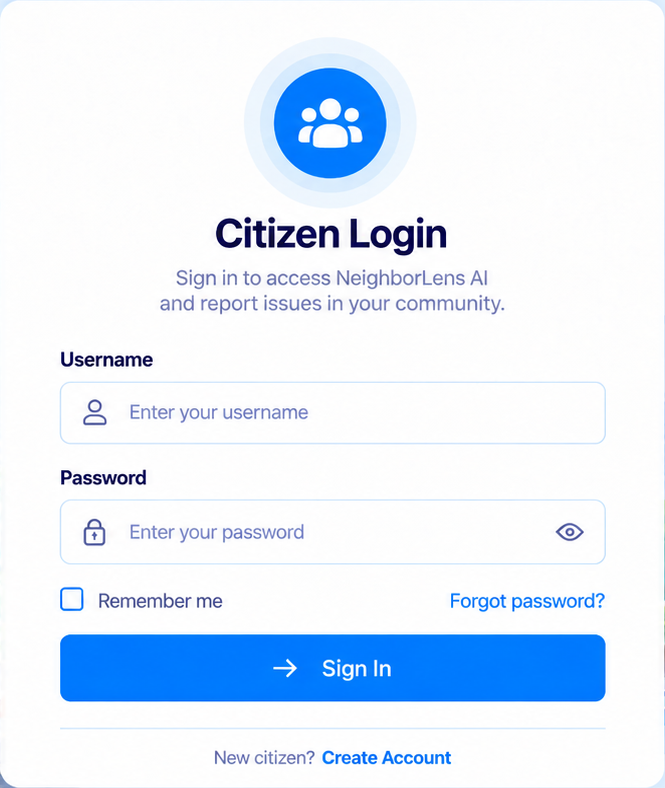 Citizen Login
Sign in to access NeighborLens AI
and report issues in your community.
Username
Enter your username
Password
Enter your password
Remember me
Forgot password?
Sign In
New citizen? Create Account